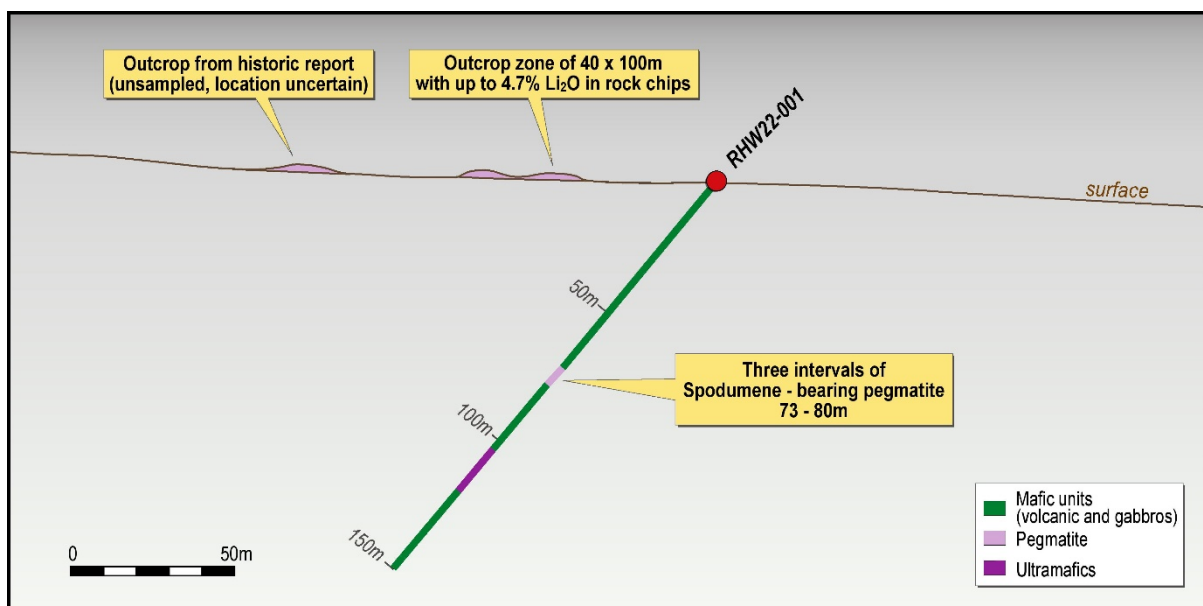 Outcrop from historic report
(unsampled, location uncertain)
Outcrop zone of 40 x 100m
with up to 4.7% Li₂O in rock chips
RHW22-001
surface
50m
Three intervals of
Spodumene - bearing pegmatite
73 - 80m
100m
150m
0 50m
Mafic units
(volcanic and gabbros)
Pegmatite
Ultramafics